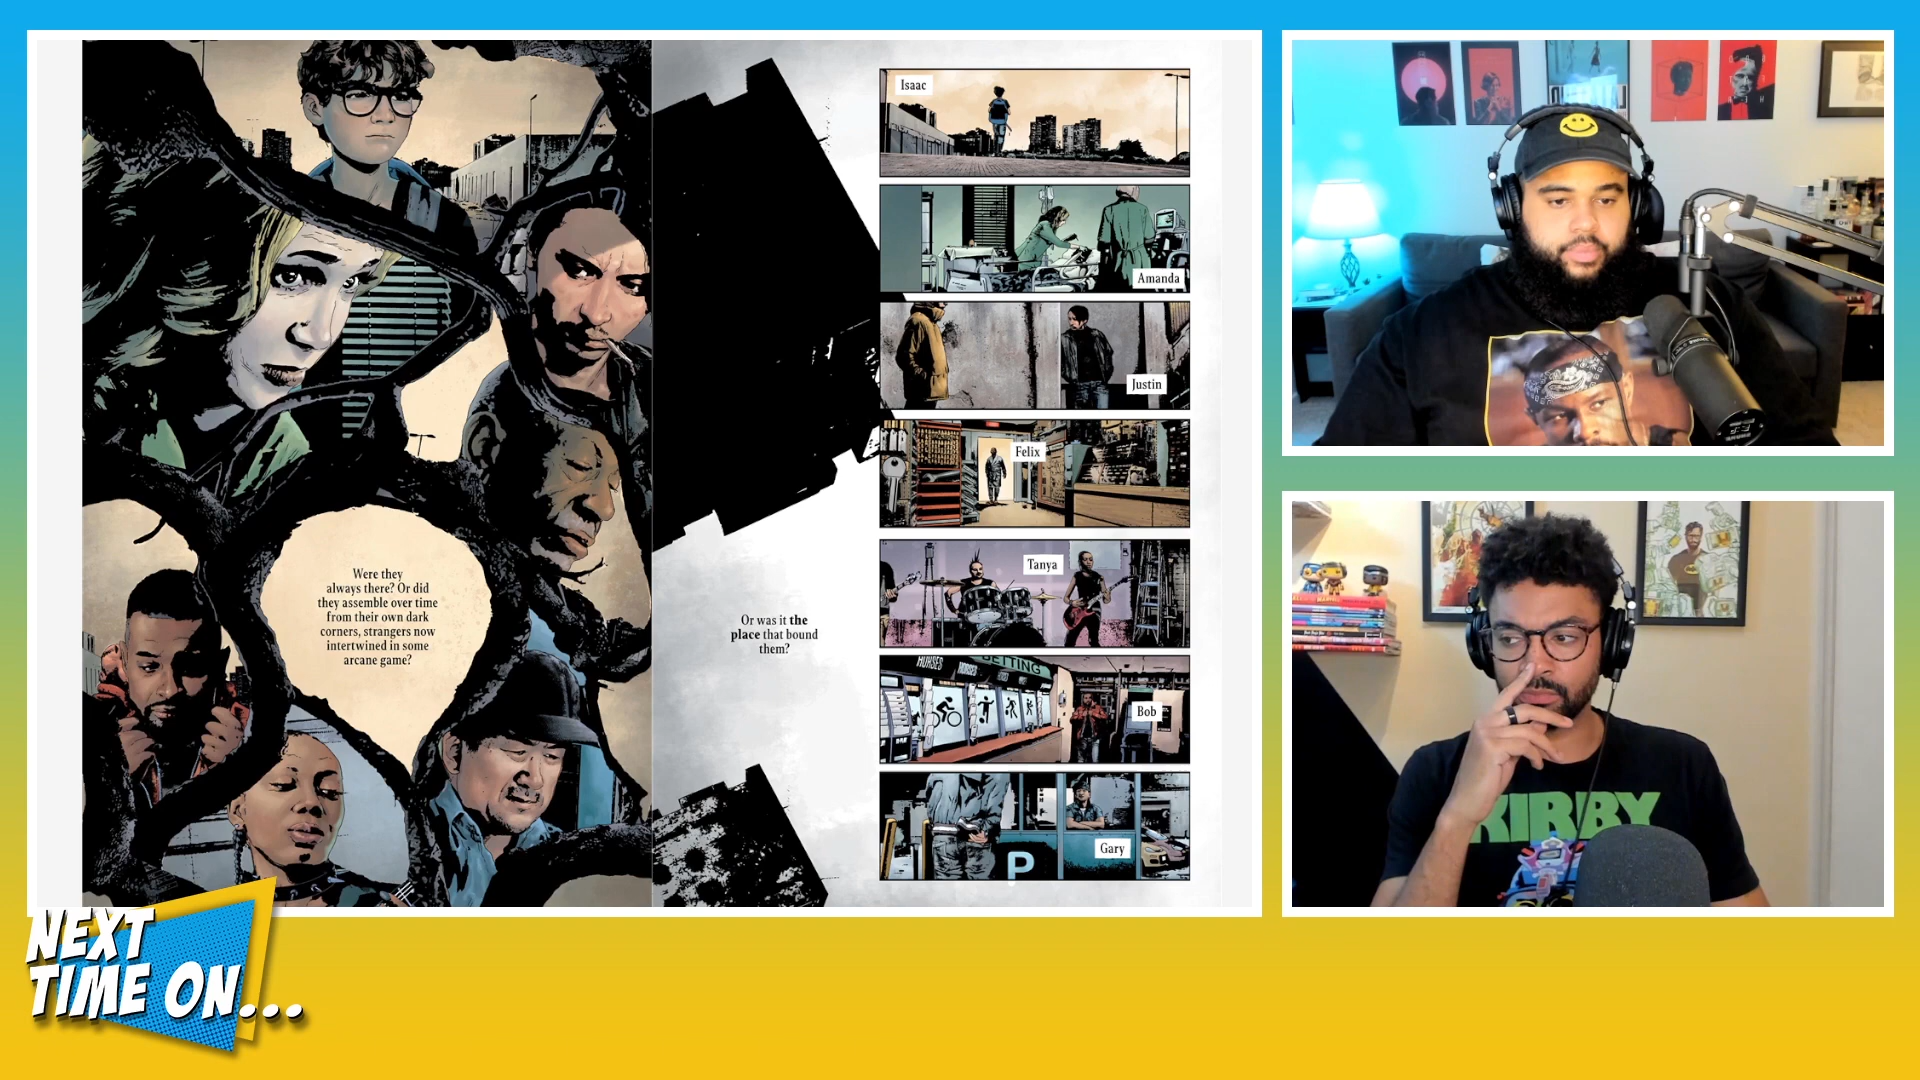 Were they
always there? Or did
they assemble over time
from their own dark
corners, strangers now
intertwined in some
arcane game?
Or was it the
place that bound
them?
Isaac
Amanda
Justin
Felix
Tanya
HORSES
BETTING
Bob
P
Gary
KIRBY
NEXT
TIME ON...